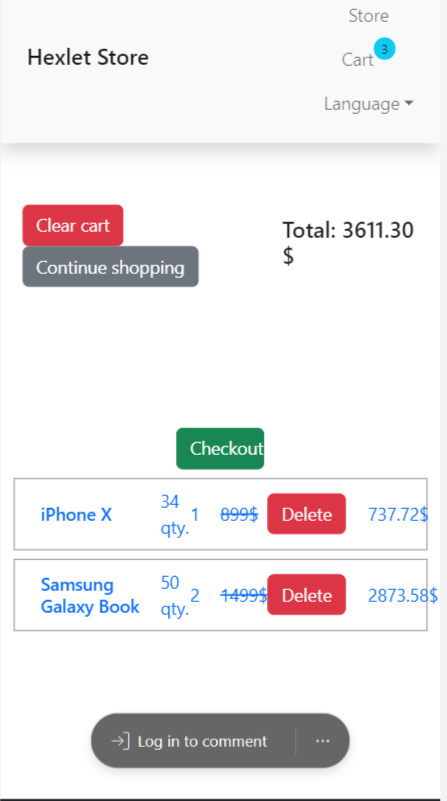 Store
Hexlet Store
Cart 3
Language
Clear cart
Total: 3611.30
$
Continue shopping
Checkout
iPhone X 34 qty. 1 899$ Delete 737.72$
Samsung Galaxy Book 50 qty. 2 1499$ Delete 2873.58$
Log in to comment ...